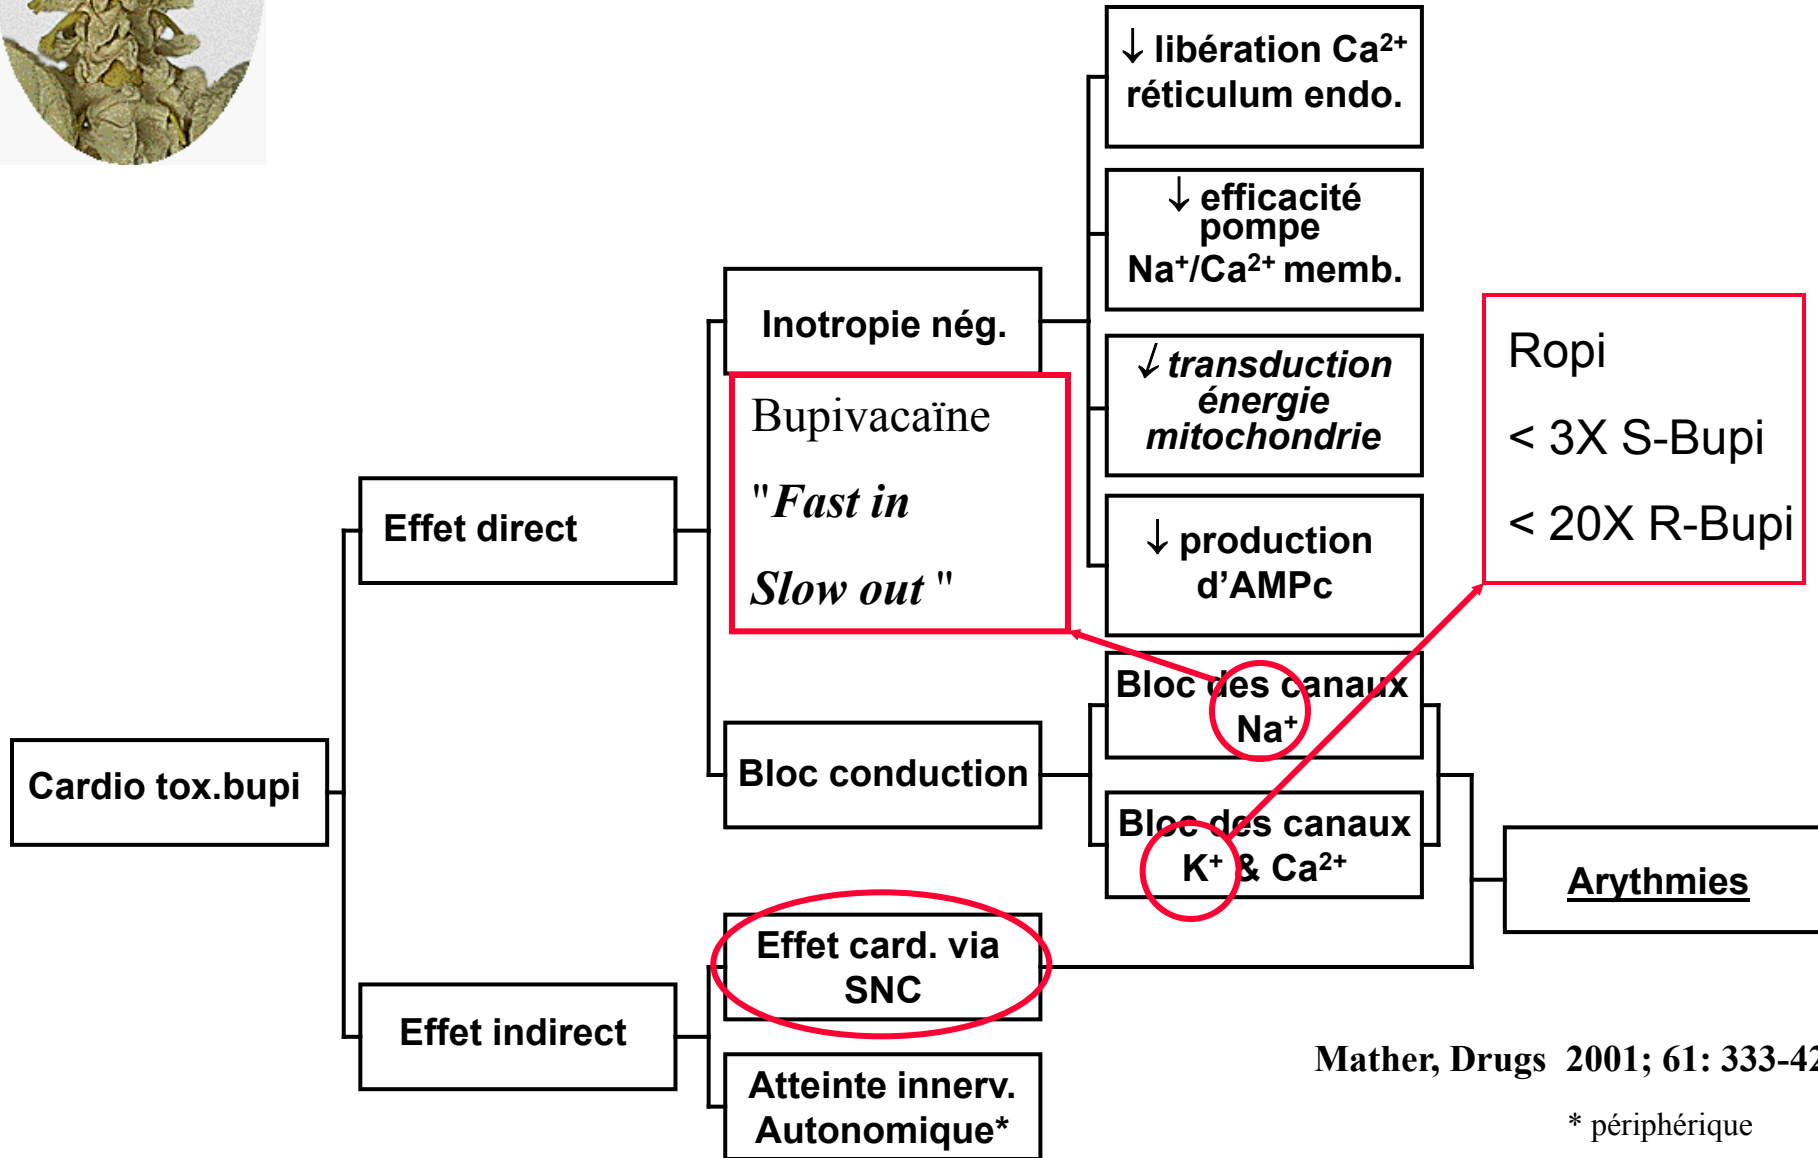 ↓ libération Ca²⁺
réticulum endo.
↓ efficacité
pompe
Na⁺/Ca²⁺ memb.
Inotropie nég.
↓ transduction
énergie
mitochondrie
Ropi
< 3X S-Bupi
< 20X R-Bupi
Bupivacaïne
"Fast in
Slow out "
Effet direct
↓ production
d’AMPc
Bloc des canaux
Na⁺
Cardio tox.bupi
Bloc conduction
Bloc des canaux
K⁺ & Ca²⁺
Arythmies
Effet card. via
SNC
Effet indirect
Atteinte innerv.
Autonomique*
Mather, Drugs 2001; 61: 333-42
* périphérique